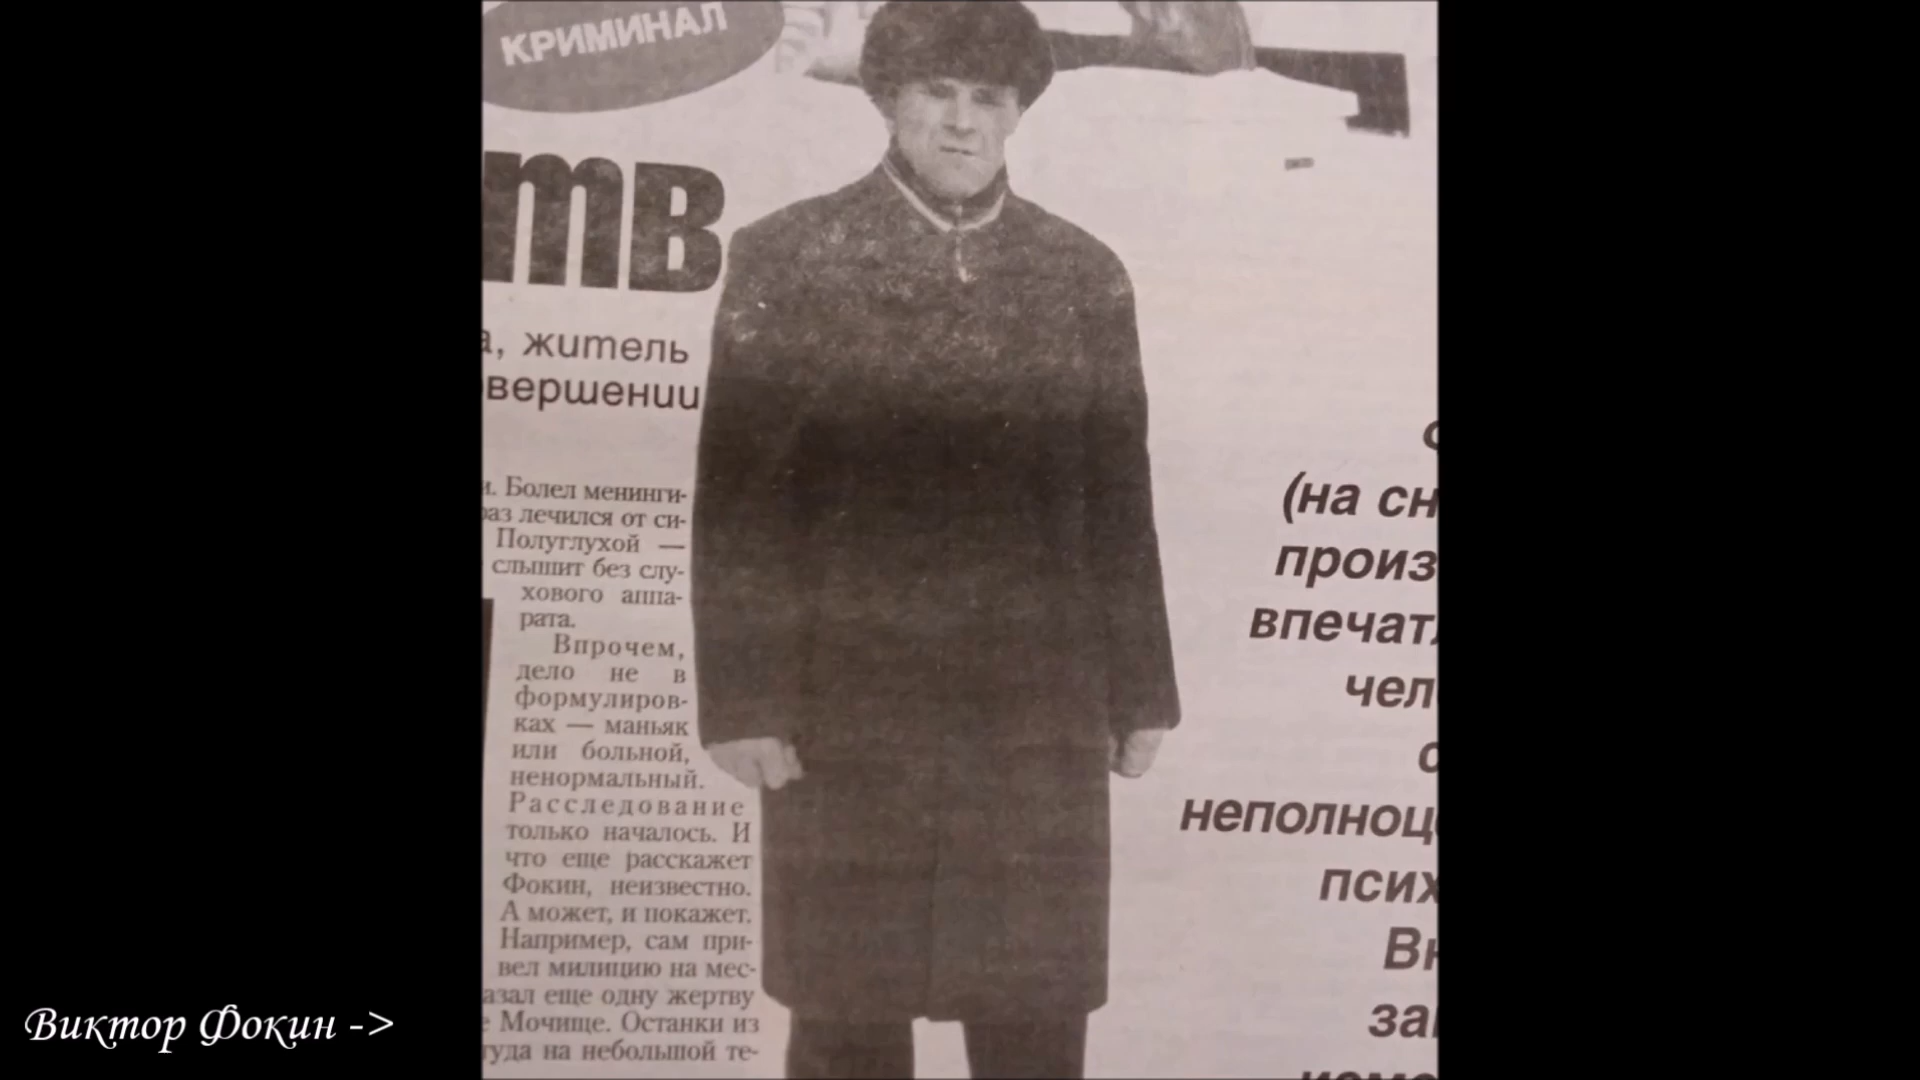 КРИМИНАЛ
тв
а, житель
вершении
и. Болел менинги-
раз лечился от си-
Полуглухой —
слышит без слу-
хового аппа-
рата.
Впрочем,
дело не в
формулиров-
ках — маньяк
или больной,
ненормальный.
Расследование
только началось. И
что еще расскажет
Фокин, неизвестно.
А может, и покажет.
Например, сам при-
вел милицию на мес-
азал еще одну жертву
е Мочище. Останки из
туда на небольшой те-
(на сн
произ
впечат
чел
с
неполноц
псих
Вн
за
Виктор Фокин ->